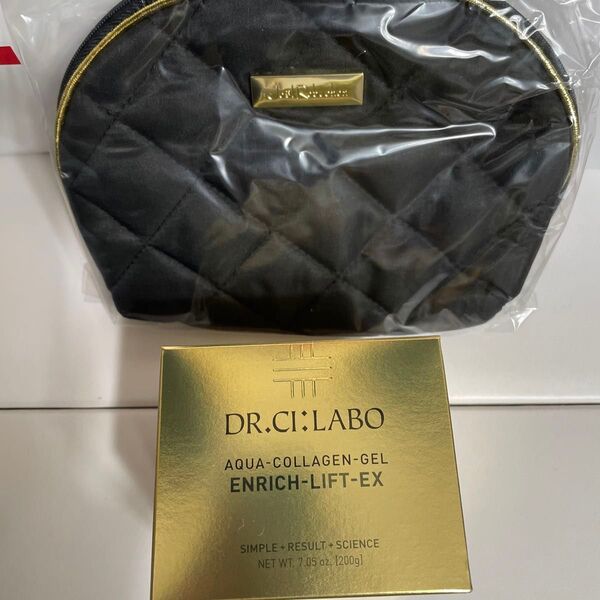 DR.CI:LABO
AQUA-COLLAGEN-GEL
ENRICH-LIFT-EX
SIMPLE + RESULT + SCIENCE
NET WT. 7.05 oz. [200g]